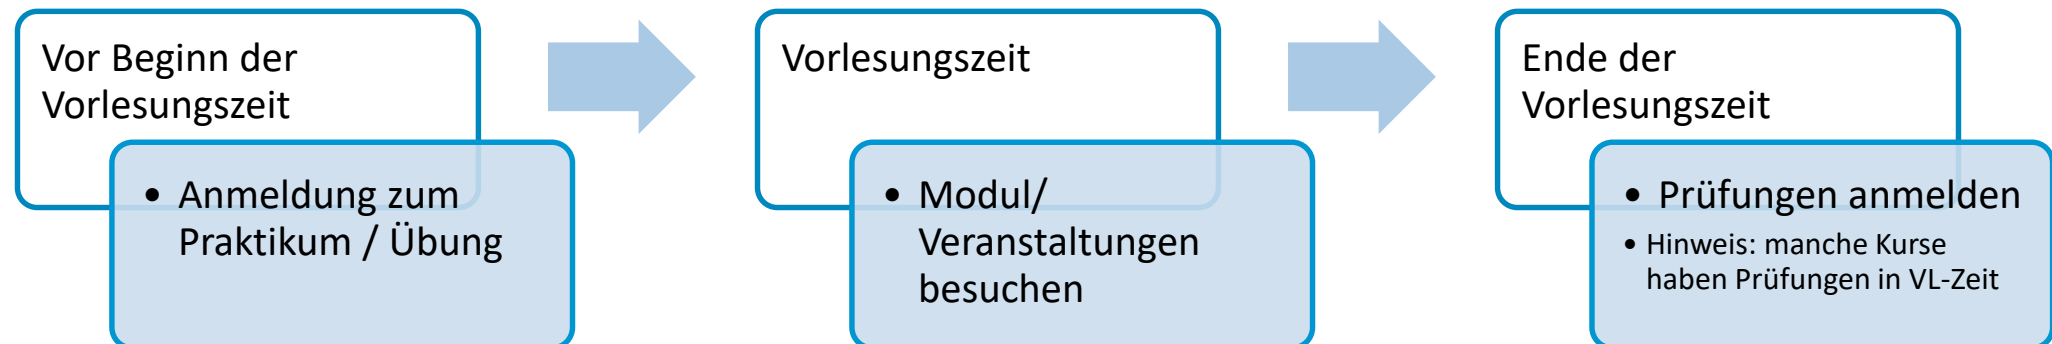 Vor Beginn der
Vorlesungszeit
• Anmeldung zum
Praktikum / Übung
Vorlesungszeit
• Modul/
Veranstaltungen
besuchen
Ende der
Vorlesungszeit
• Prüfungen anmelden
• Hinweis: manche Kurse
haben Prüfungen in VL-Zeit